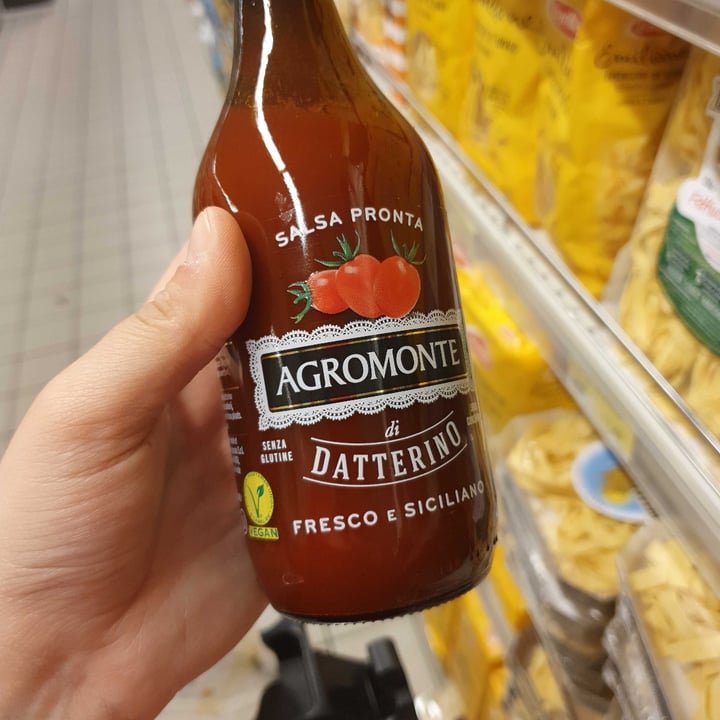 SALSA PRONTA
AGROMONTE
di
DATTERINO
SENZA
GLUTINE
VEGAN
FRESCO E SICILIANO